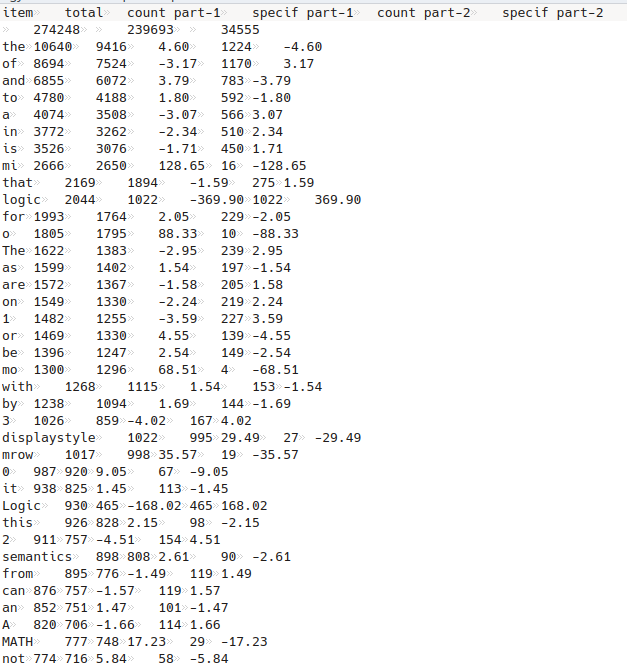 item total count part-1 specif part-1 count part-2 specif part-2
274248 239693 34555
the 10640 9416 4.60 1224 -4.60
of 8694 7524 -3.17 1170 3.17
and 6855 6072 3.79 783 -3.79
to 4780 4188 1.80 592 -1.80
a 4074 3508 -3.07 566 3.07
in 3772 3262 -2.34 510 2.34
is 3526 3076 -1.71 450 1.71
mi 2666 2650 128.65 16 -128.65
that 2169 1894 -1.59 275 1.59
logic 2044 1022 -369.90 1022 369.90
for 1993 1764 2.05 229 -2.05
o 1805 1795 88.33 10 -88.33
The 1622 1383 -2.95 239 2.95
as 1599 1402 1.54 197 -1.54
are 1572 1367 -1.58 205 1.58
on 1549 1330 -2.24 219 2.24
1 1482 1255 -3.59 227 3.59
or 1469 1330 4.55 139 -4.55
be 1396 1247 2.54 149 -2.54
mo 1300 1296 68.51 4 -68.51
with 1268 1115 1.54 153 -1.54
by 1238 1094 1.69 144 -1.69
3 1026 859 -4.02 167 4.02
displaystyle 1022 995 29.49 27 -29.49
mrow 1017 998 35.57 19 -35.57
0 987 920 9.05 67 -9.05
it 938 825 1.45 113 -1.45
Logic 930 465 -168.02 465 168.02
this 926 828 2.15 98 -2.15
2 911 757 -4.51 154 4.51
semantics 898 808 2.61 90 -2.61
from 895 776 -1.49 119 1.49
can 876 757 -1.57 119 1.57
an 852 751 1.47 101 -1.47
A 820 706 -1.66 114 1.66
MATH 777 748 17.23 29 -17.23
not 774 716 5.84 58 -5.84